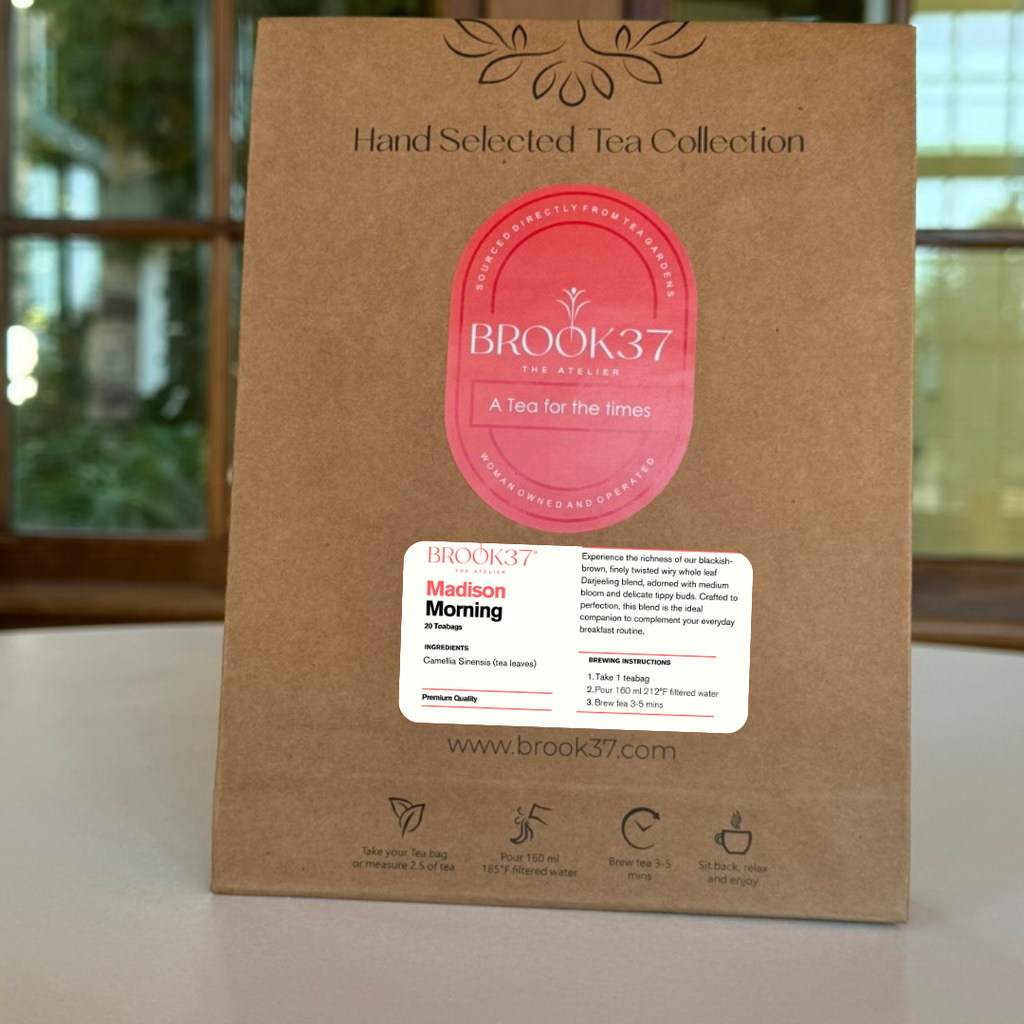 Hand Selected Tea Collection
SOURCED DIRECTLY FROM TEA GARDENS
BROOK37
THE ATELIER
A Tea for the times
WOMAN OWNED AND OPERATED
BROOK37®
THE ATELIER
Madison
Morning
20 Teabags
INGREDIENTS
Camellia Sinensis (tea leaves)
Premium Quality
Experience the richness of our blackish-
brown, finely twisted wiry whole leaf
Darjeeling blend, adorned with medium
bloom and delicate tippy buds. Crafted to
perfection, this blend is the ideal
companion to complement your everyday
breakfast routine.
BREWING INSTRUCTIONS
1. Take 1 teabag
2. Pour 160 ml 212°F filtered water
3. Brew tea 3-5 mins
www.brook37.com
Take your Tea bag
or measure 2.5 of tea
Pour 160 ml
185°F filtered water
Brew tea 3-5
mins
Sit back, relax
and enjoy